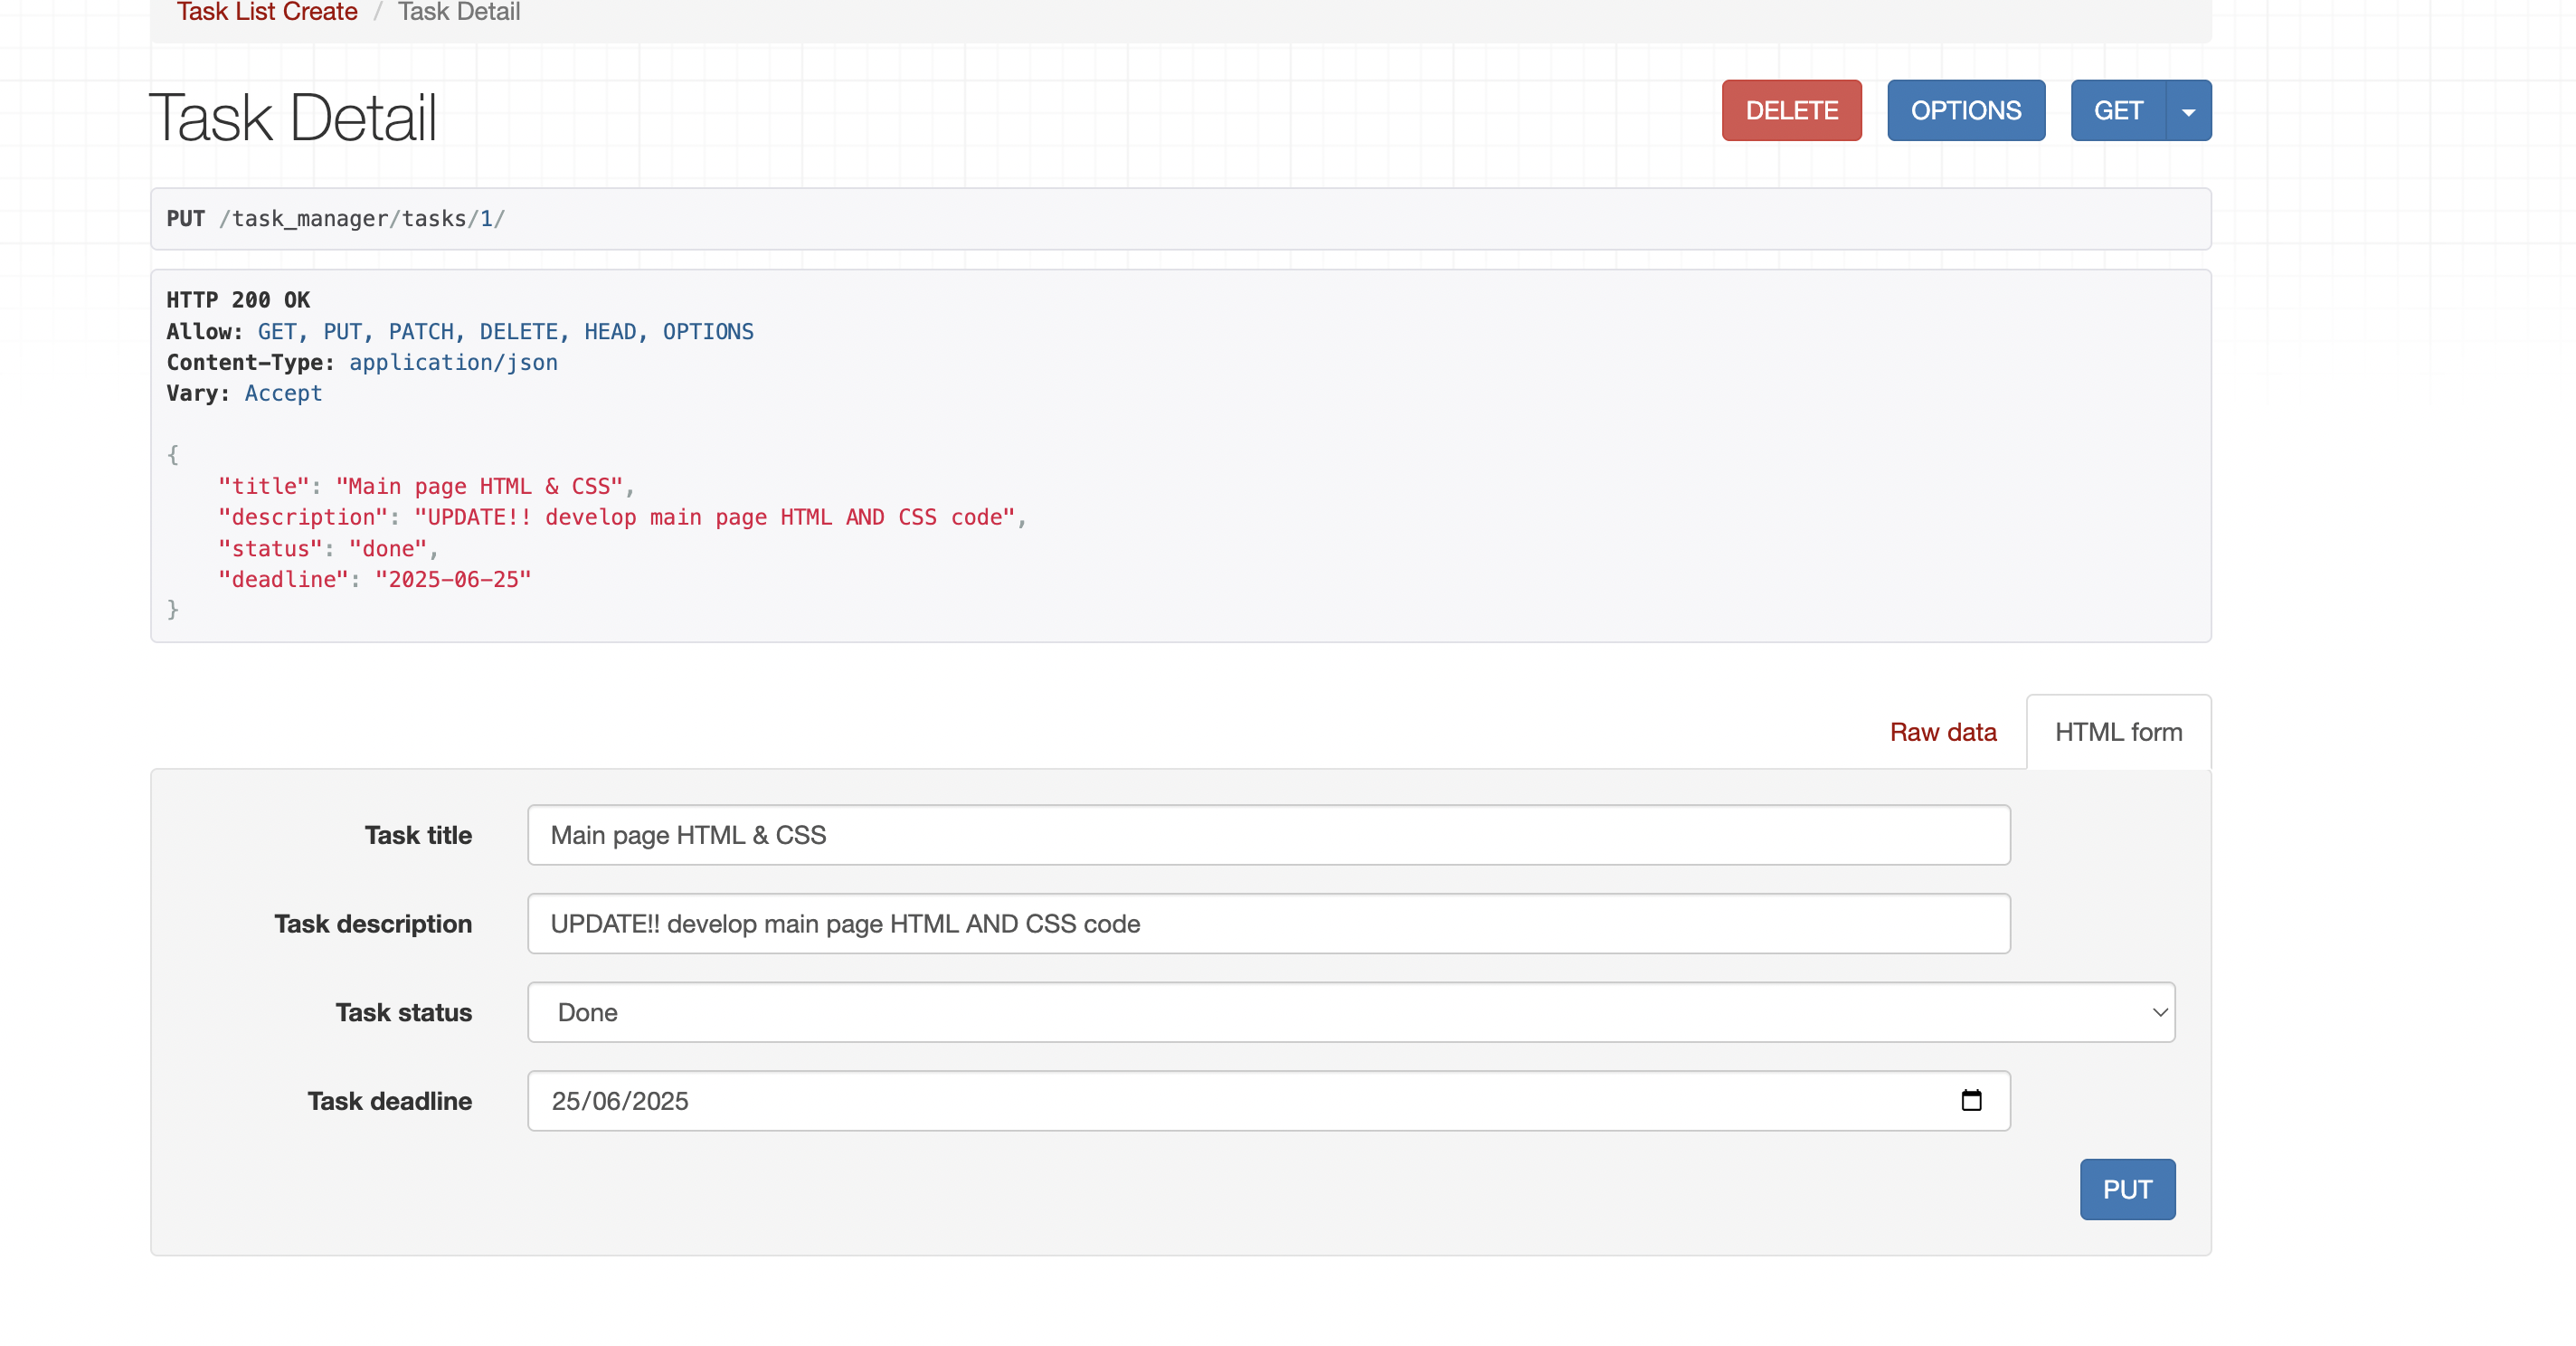 Task List Create / Task Detail
Task Detail
DELETE OPTIONS GET
PUT /task_manager/tasks/1/
HTTP 200 OK
Allow: GET, PUT, PATCH, DELETE, HEAD, OPTIONS
Content-Type: application/json
Vary: Accept
{
"title": "Main page HTML & CSS",
"description": "UPDATE!! develop main page HTML AND CSS code",
"status": "done",
"deadline": "2025-06-25"
}
Raw data HTML form
Task title Main page HTML & CSS
Task description UPDATE!! develop main page HTML AND CSS code
Task status Done
Task deadline 25/06/2025
PUT